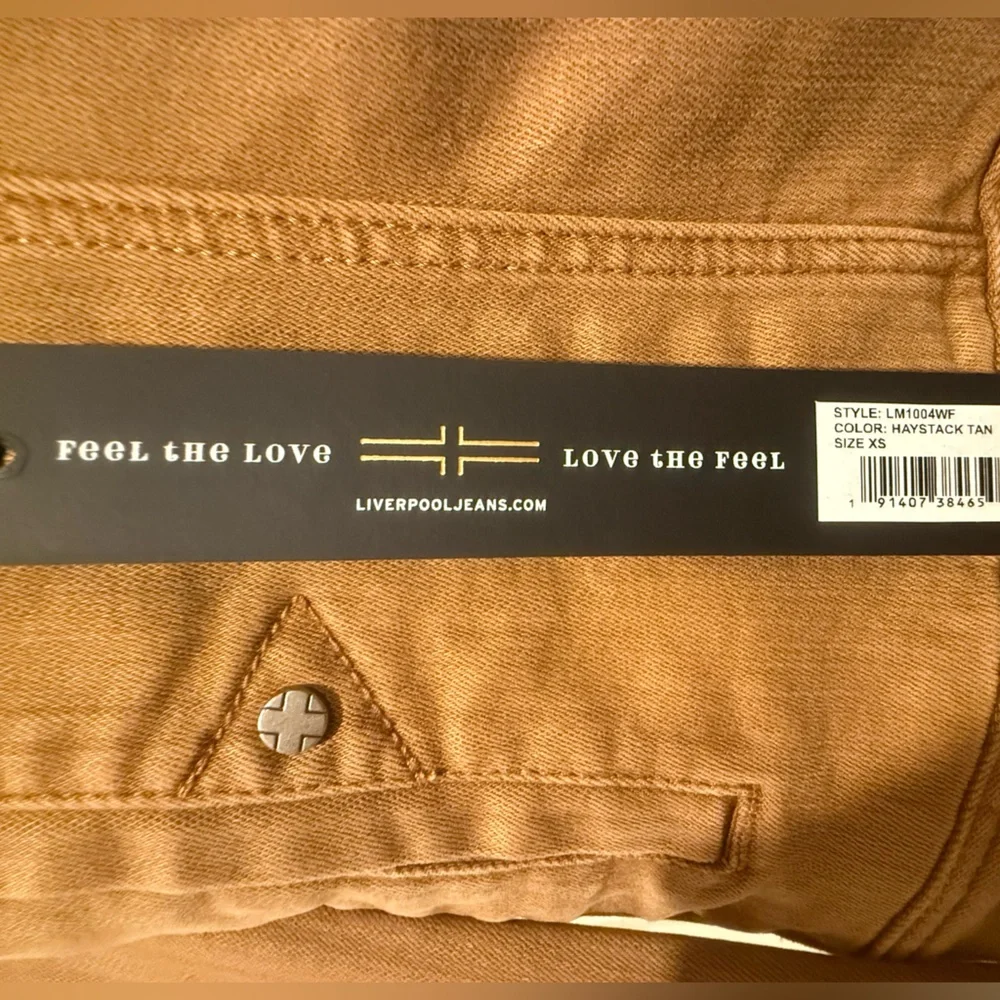 FeeL tHe LOVe
LOVe tHe FeeL
LIVERPOOLJEANS.COM
STYLE: LM1004WF
COLOR: HAYSTACK TAN
SIZE XS
1 91407 38465